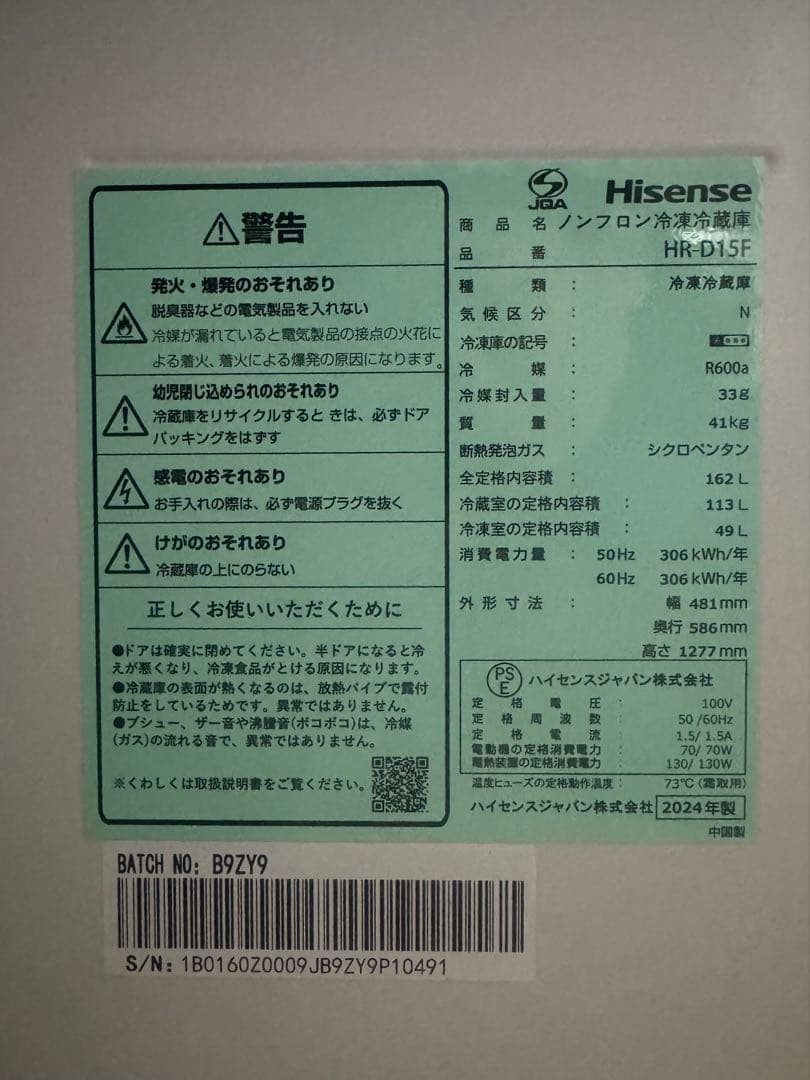 警告
発火・爆発のおそれあり
脱臭器などの電気製品を入れない
冷媒が漏れていると電気製品の接点の火花に
よる着火、着火による爆発の原因になります。
幼児閉じ込められのおそれあり
冷蔵庫をリサイクルするとき は、必ずドア
パッキングをはずす
感電のおそれあり
お手入れの際は、必ず電源プラグを抜く
けがのおそれあり
冷蔵庫の上にのらない
正しくお使いいただくために
●ドアは確実に閉めてください。半ドアになると冷
えが悪くなり、冷凍食品がとける原因になります。
●冷蔵庫の表面が熱くなるのは、放熱パイプで露付
防止をしているためです。異常ではありません。
●ブシュー、ザー音や沸騰音(ボコボコ)は、冷媒
(ガス)の流れる音で、異常ではありません。
※くわしくは取扱説明書をご覧ください。
JQA
Hisense
商品名 ノンフロン冷凍冷蔵庫
品番 HR-D15F
種類 : 冷凍冷蔵庫
気候区分 : N
冷凍庫の記号 :
冷媒 : R600a
冷媒封入量 : 33g
質量 : 41kg
断熱発泡ガス : シクロペンタン
全定格内容積 : 162 L
冷蔵室の定格内容積 : 113 L
冷凍室の定格内容積 : 49 L
消費電力量 : 50Hz 306 kWh/年
60Hz 306 kWh/年
外形寸法 : 幅 481mm
奥行 586mm
高さ 1277mm
PSE ハイセンスジャパン株式会社
定格電圧 : 100V
定格周波数 : 50/60Hz
定格電流 : 1.5/ 1.5A
電動機の定格消費電力 : 70/ 70W
電熱装置の定格消費電力 : 130/ 130W
温度ヒューズの定格動作温度 : 73℃(霜取用)
ハイセンスジャパン株式会社 2024年製
中国製
BATCH NO: B9ZY9
S/N: 1B0160Z0009JB9ZY9P10491